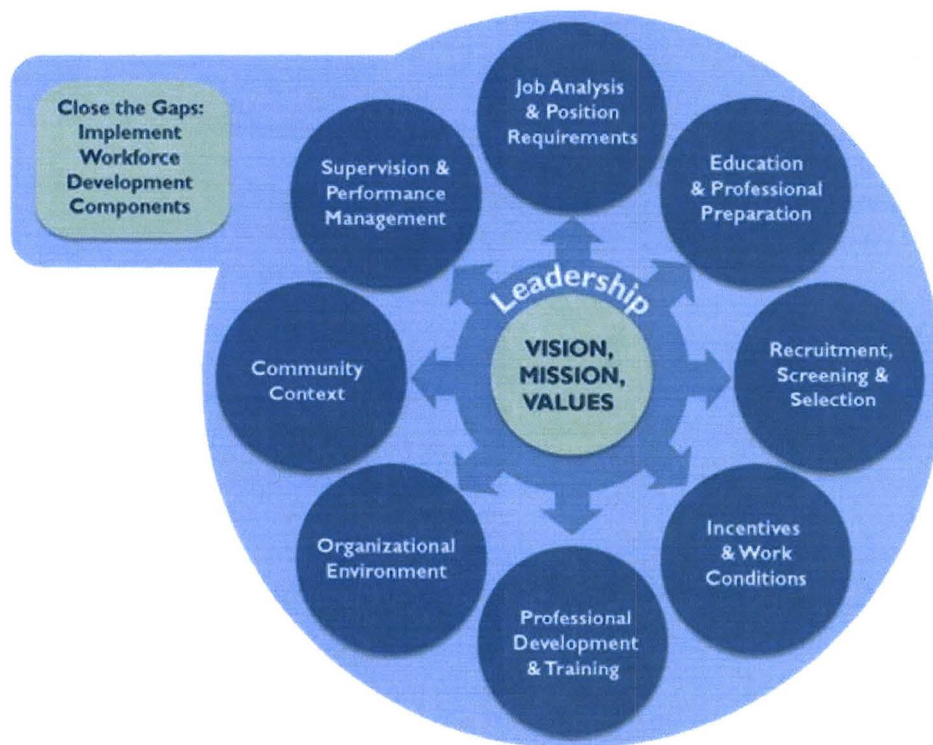 Close the Gaps:
Implement
Workforce
Development
Components
Job Analysis
& Position
Requirements
Education
& Professional
Preparation
Recruitment,
Screening &
Selection
Incentives
& Work
Conditions
Professional
Development
& Training
Organizational
Environment
Community
Context
Supervision &
Performance
Management
Leadership
VISION,
MISSION,
VALUES